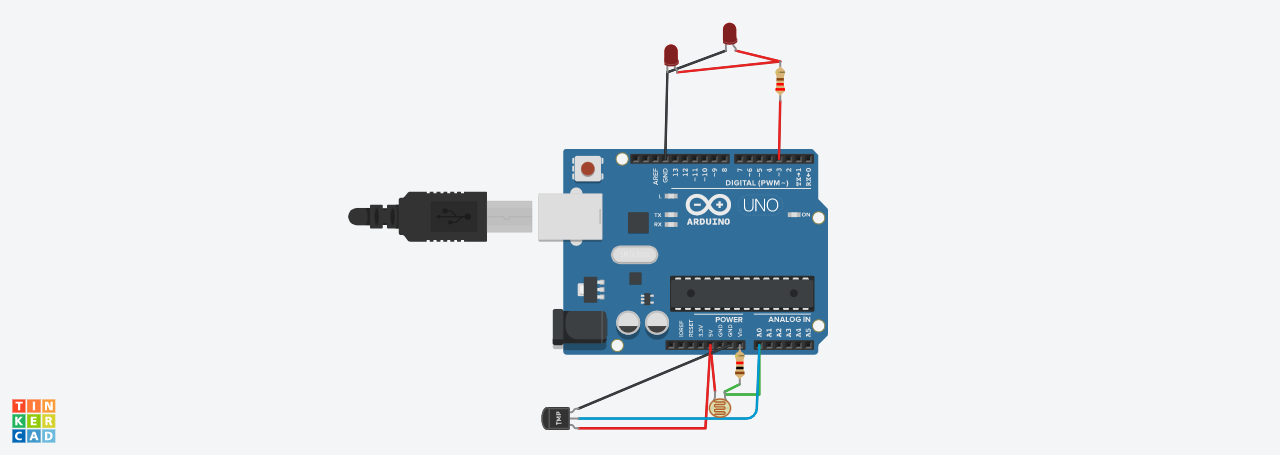 AREF
GND
13
12
~11
~10
~9
8
7
~6
~5
4
~3
2
TX→1
RX←0
DIGITAL (PWM~)
L
TX
RX
ARDUINO
UNO
ON
POWER
ANALOG IN
IOREF
RESET
3.3V
5V
GND
GND
Vin
A0
A1
A2
A3
A4
A5
TMP
TIN
KER
CAD